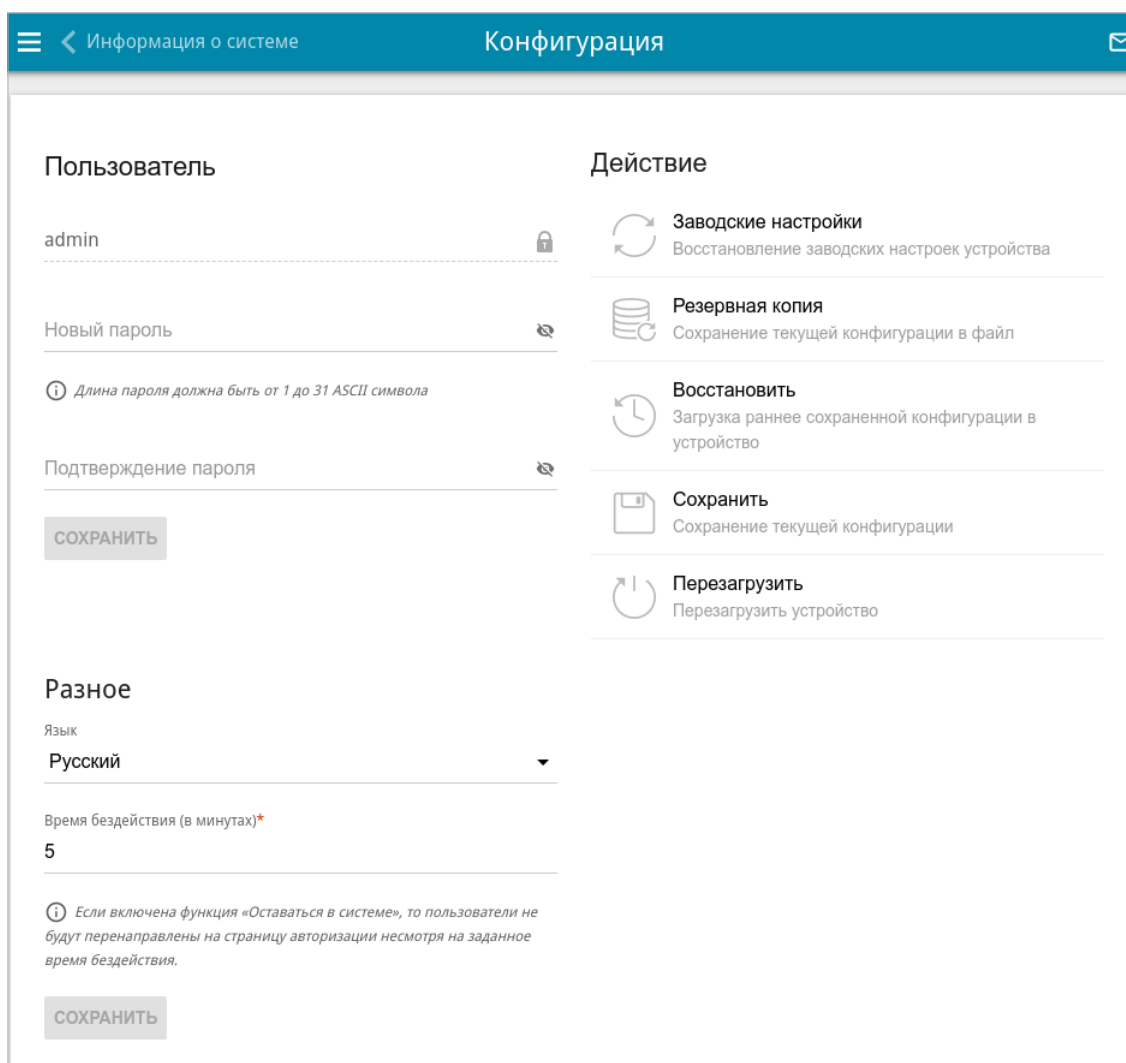 Информация о системе
Конфигурация
Пользователь
admin
Новый пароль
Длина пароля должна быть от 1 до 31 ASCII символа
Подтверждение пароля
СОХРАНИТЬ
Разное
Язык
Русский
Время бездействия (в минутах)*
5
Если включена функция «Оставаться в системе», то пользователи не
будут перенаправлены на страницу авторизации несмотря на заданное
время бездействия.
СОХРАНИТЬ
Действие
Заводские настройки
Восстановление заводских настроек устройства
Резервная копия
Сохранение текущей конфигурации в файл
Восстановить
Загрузка раннее сохраненной конфигурации в
устройство
Сохранить
Сохранение текущей конфигурации
Перезагрузить
Перезагрузить устройство